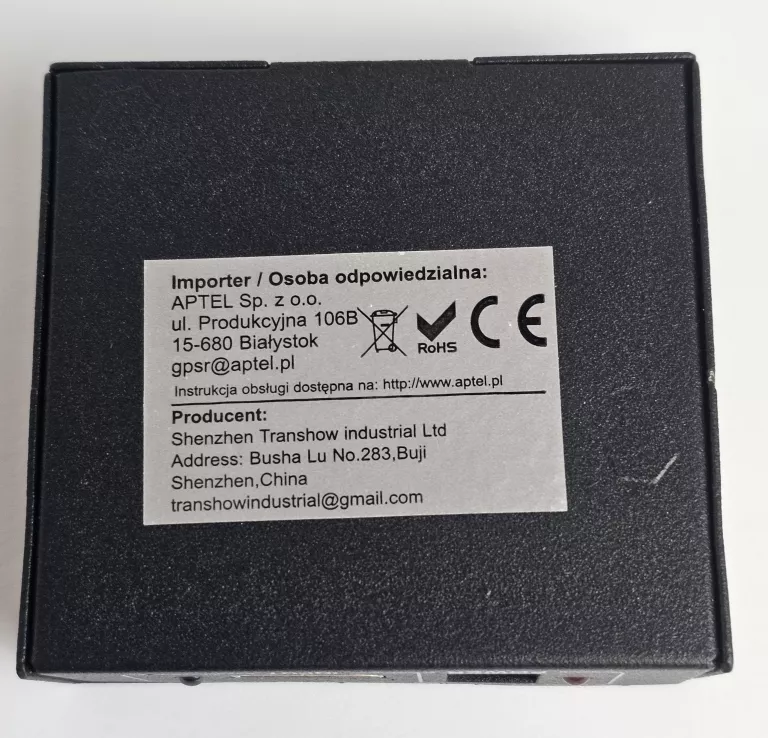 Importer / Osoba odpowiedzialna:
APTEL Sp. z o.o.
ul. Produkcyjna 106B
15-680 Białystok
gpsr@aptel.pl
RoHS
CE
Instrukcja obsługi dostępna na: http://www.aptel.pl
Producent:
Shenzhen Transhow industrial Ltd
Address: Busha Lu No.283,Buji
Shenzhen,China
transhowindustrial@gmail.com